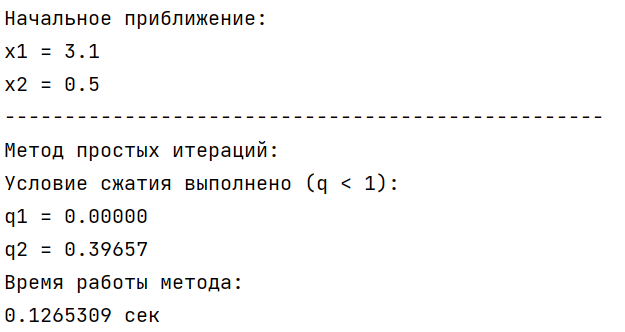 Начальное приближение:
x1 = 3.1
x2 = 0.5
--------------------------------------------------
Метод простых итераций:
Условие сжатия выполнено (q < 1):
q1 = 0.00000
q2 = 0.39657
Время работы метода:
0.1265309 сек